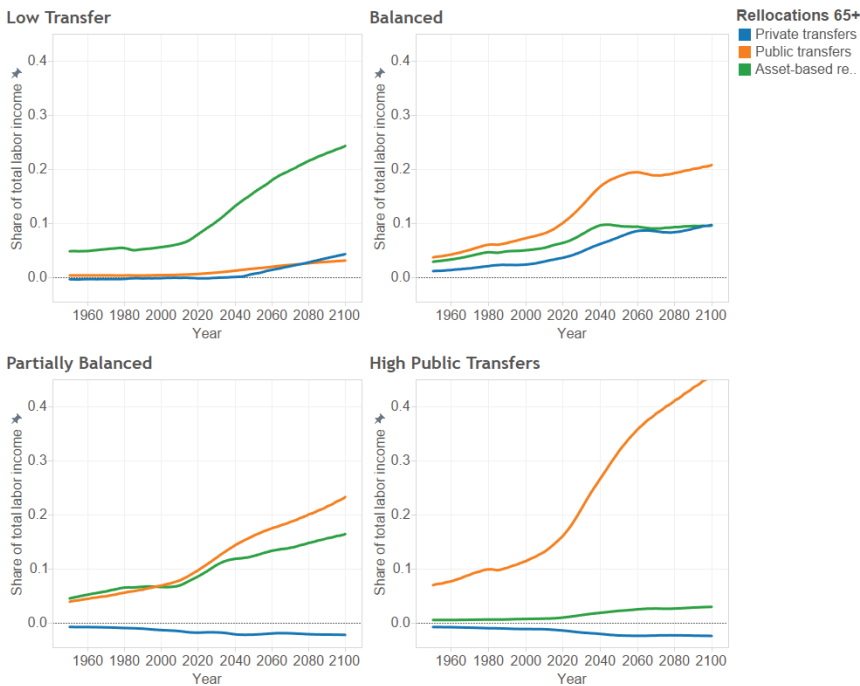 Low Transfer
Balanced
Rellocations 65+
Private transfers
Public transfers
Asset-based re..
Share of total labor income
0.4
0.3
0.2
0.1
0.0
1960 1980 2000 2020 2040 2060 2080 2100
Year
Share of total labor income
0.4
0.3
0.2
0.1
0.0
1960 1980 2000 2020 2040 2060 2080 2100
Year
Partially Balanced
High Public Transfers
Share of total labor income
0.4
0.3
0.2
0.1
0.0
1960 1980 2000 2020 2040 2060 2080 2100
Year
Share of total labor income
0.4
0.3
0.2
0.1
0.0
1960 1980 2000 2020 2040 2060 2080 2100
Year